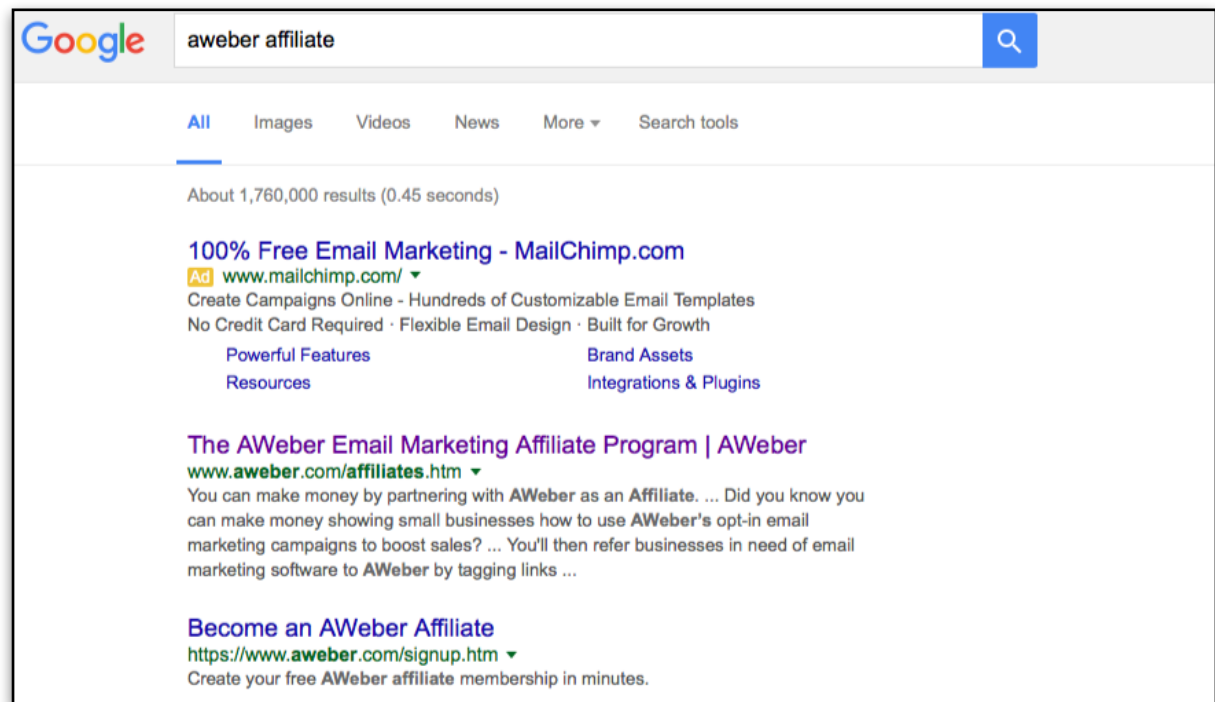 Google aweber affiliate
All Images Videos News More Search tools
About 1,760,000 results (0.45 seconds)
100% Free Email Marketing - MailChimp.com
Ad www.mailchimp.com/
Create Campaigns Online - Hundreds of Customizable Email Templates
No Credit Card Required · Flexible Email Design · Built for Growth
Powerful Features Brand Assets
Resources Integrations & Plugins
The AWeber Email Marketing Affiliate Program | AWeber
www.aweber.com/affiliates.htm
You can make money by partnering with AWeber as an Affiliate. ... Did you know you
can make money showing small businesses how to use AWeber's opt-in email
marketing campaigns to boost sales? ... You'll then refer businesses in need of email
marketing software to AWeber by tagging links ...
Become an AWeber Affiliate
https://www.aweber.com/signup.htm
Create your free AWeber affiliate membership in minutes.